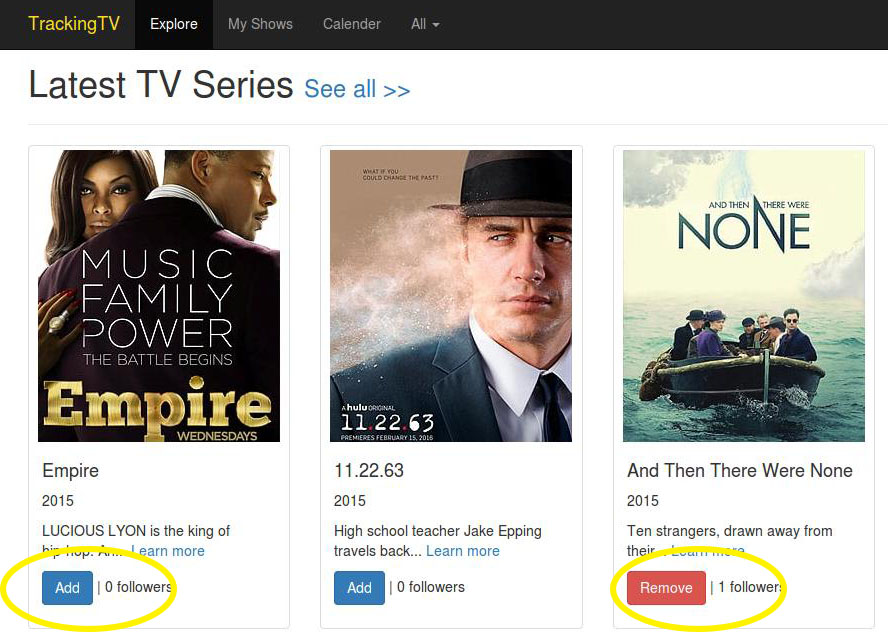 TrackingTV Explore My Shows Calender All
Latest TV Series See all >>
MUSIC
FAMILY
POWER
THE BATTLE BEGINS
Empire
WEDNESDAYS
Empire
2015
LUCIOUS LYON is the king of
hip-hop. An... Learn more
Add | 0 followers
WHAT IF YOU
COULD CHANGE THE PAST?
A hulu ORIGINAL
11.22.63
PREMIERES FEBRUARY 15, 2016
11.22.63
2015
High school teacher Jake Epping
travels back... Learn more
Add | 0 followers
AND THEN THERE WERE
NONE
And Then There Were None
2015
Ten strangers, drawn away from
their... Learn more
Remove | 1 followers